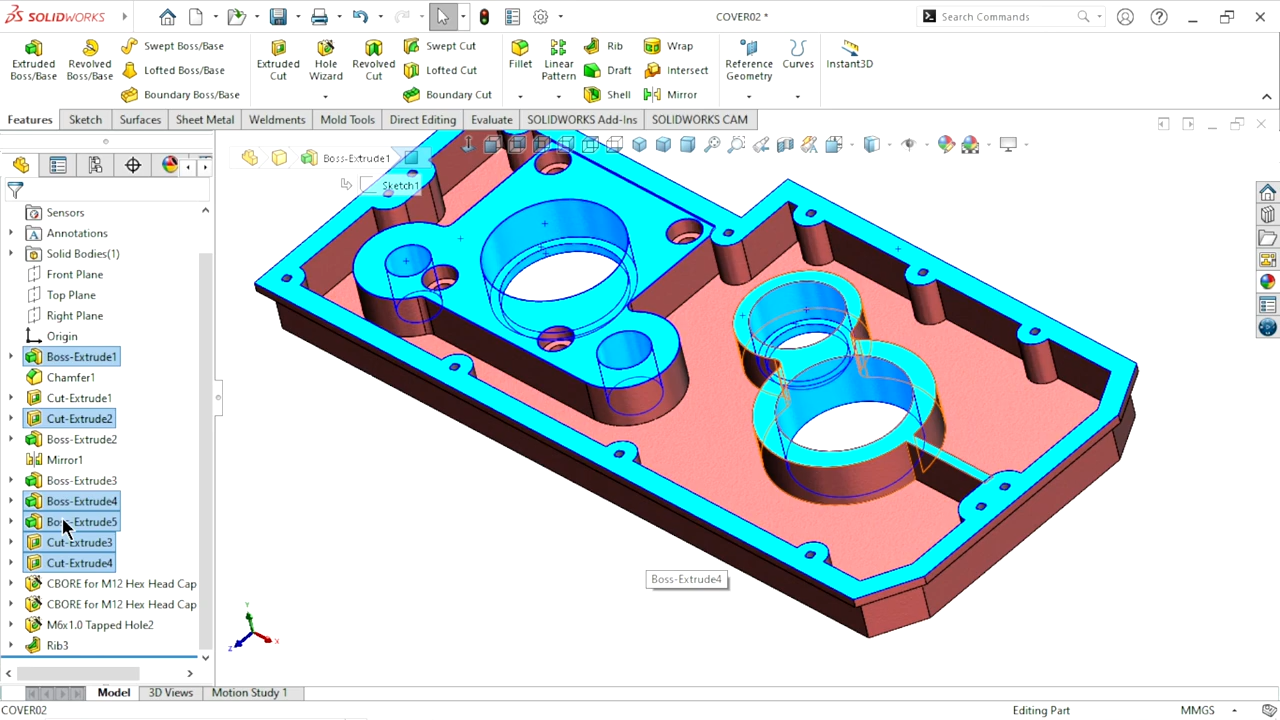 SOLIDWORKS
COVER02 *
Search Commands
Extruded Boss/Base
Revolved Boss/Base
Swept Boss/Base
Lofted Boss/Base
Boundary Boss/Base
Extruded Cut
Hole Wizard
Revolved Cut
Swept Cut
Lofted Cut
Boundary Cut
Fillet
Linear Pattern
Rib
Draft
Shell
Wrap
Intersect
Mirror
Reference Geometry
Curves
Instant3D
Features
Sketch
Surfaces
Sheet Metal
Weldments
Mold Tools
Direct Editing
Evaluate
SOLIDWORKS Add-Ins
SOLIDWORKS CAM
Boss-Extrude1
Sketch1
Sensors
Annotations
Solid Bodies(1)
Front Plane
Top Plane
Right Plane
Origin
Boss-Extrude1
Chamfer1
Cut-Extrude1
Cut-Extrude2
Boss-Extrude2
Mirror1
Boss-Extrude3
Boss-Extrude4
Boss-Extrude5
Cut-Extrude3
Cut-Extrude4
CBORE for M12 Hex Head Cap
CBORE for M12 Hex Head Cap
M6x1.0 Tapped Hole2
Rib3
Boss-Extrude4
Y
X
Z
Model
3D Views
Motion Study 1
COVER02
Editing Part
MMGS